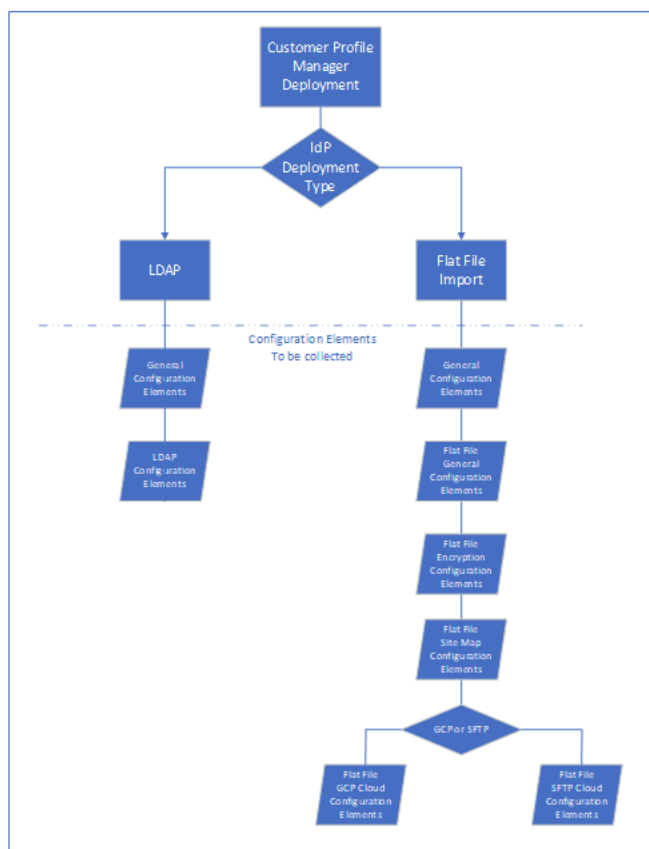 Customer Profile
Manager
Deployment
IdP
Deployment
Type
LDAP
Flat File
Import
Configuration Elements
To be collected
General
Configuration
Elements
General
Configuration
Elements
LDAP
Configuration
Elements
Flat File
General
Configuration
Elements
Flat File
Encryption
Configuration
Elements
Flat File
Site Map
Configuration
Elements
GCP or SFTP
Flat File
GCP Cloud
Configuration
Elements
Flat File
SFTP Cloud
Configuration
Elements